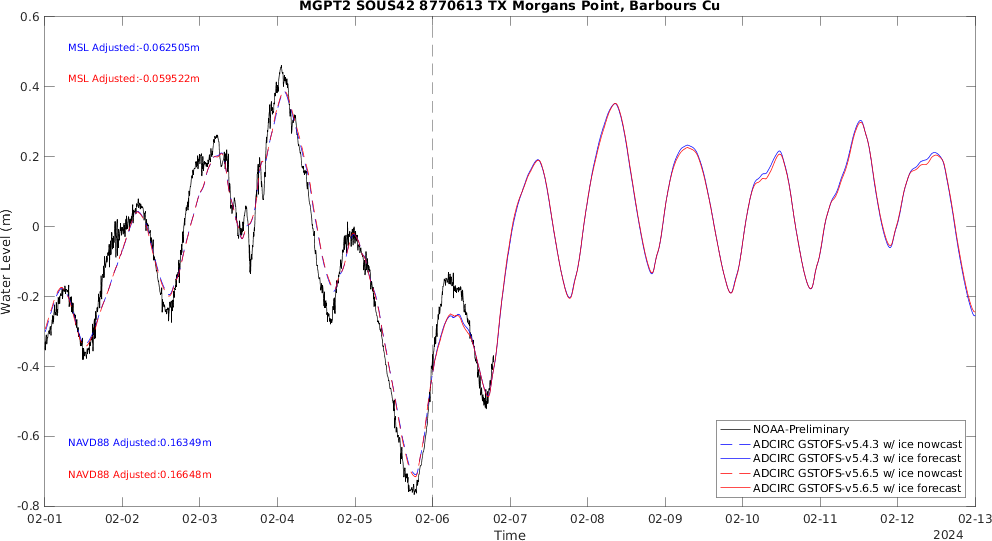 MGPT2 SOUS42 8770613 TX Morgans Point, Barbours Cu
0.6
0.4
0.2
0
-0.2
-0.4
-0.6
-0.8
Water Level (m)
MSL Adjusted:-0.062505m
MSL Adjusted:-0.059522m
NAVD88 Adjusted:0.16349m
NAVD88 Adjusted:0.16648m
NOAA-Preliminary
ADCIRC GSTOFS-v5.4.3 w/ ice nowcast
ADCIRC GSTOFS-v5.4.3 w/ ice forecast
ADCIRC GSTOFS-v5.6.5 w/ ice nowcast
ADCIRC GSTOFS-v5.6.5 w/ ice forecast
02-01 02-02 02-03 02-04 02-05 02-06 02-07 02-08 02-09 02-10 02-11 02-12 02-13
Time
2024